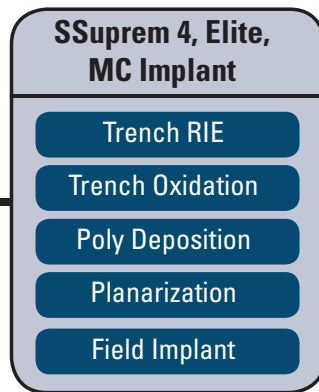 SSuprem 4, Elite,
MC Implant
Trench RIE
Trench Oxidation
Poly Deposition
Planarization
Field Implant